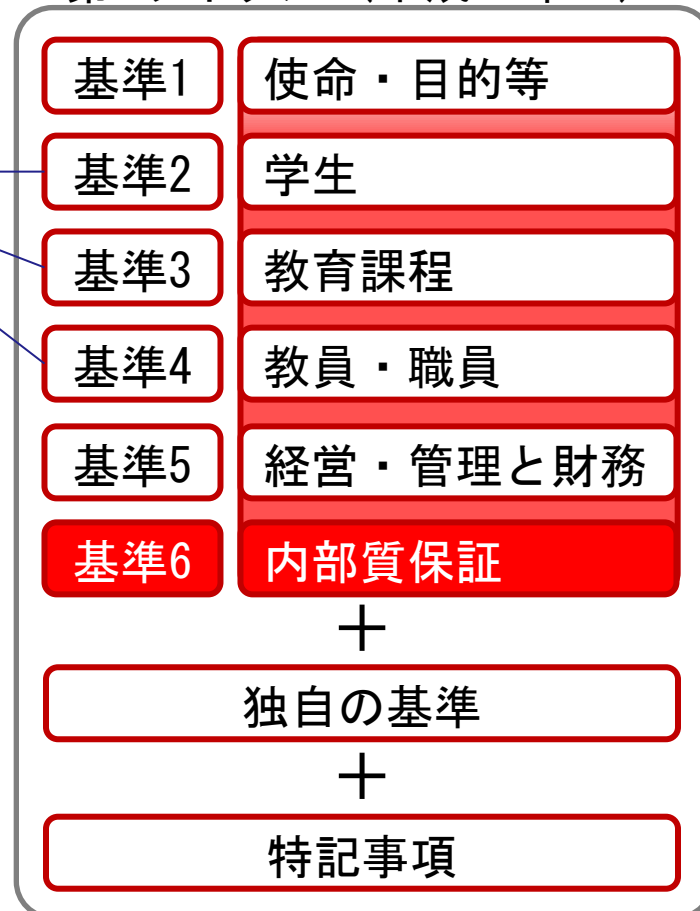 基準1 使命・目的等
基準2 学生
基準3 教育課程
基準4 教員・職員
基準5 経営・管理と財務
基準6 内部質保証
＋
独自の基準
＋
特記事項